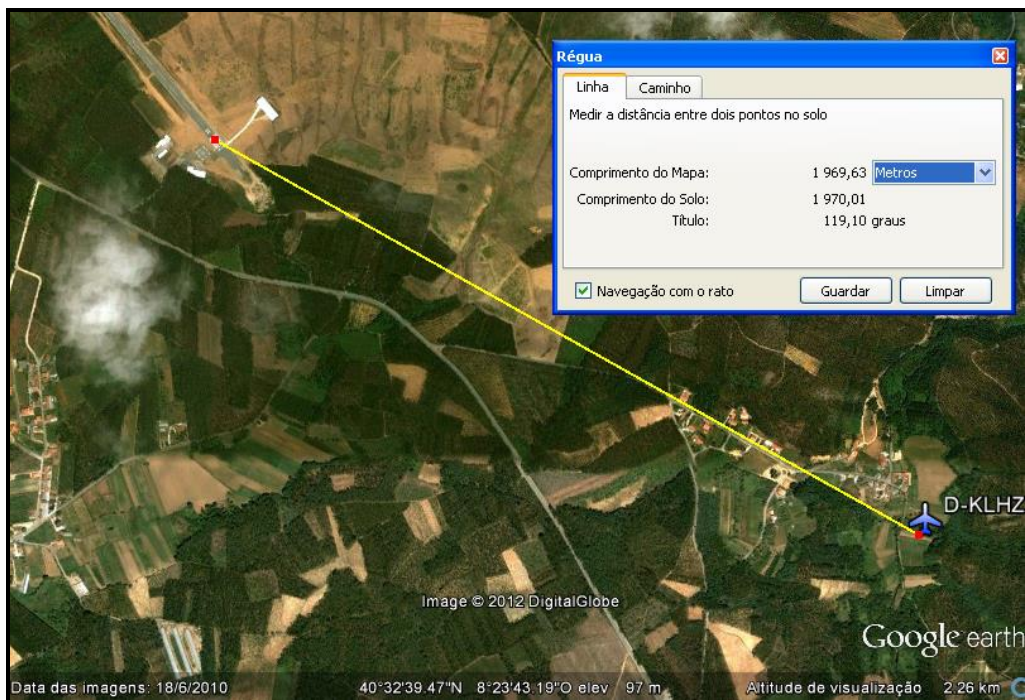 Régua
Linha Caminho
Medir a distância entre dois pontos no solo
Comprimento do Mapa: 1 969,63 Metros
Comprimento do Solo: 1 970,01
Título: 119,10 graus
Navegação com o rato Guardar Limpar
D-KLHZ
Image © 2012 DigitalGlobe
Google earth
Data das imagens: 18/6/2010 40°32'39.47"N 8°23'43.19"O elev 97 m Altitude de visualização 2.26 km